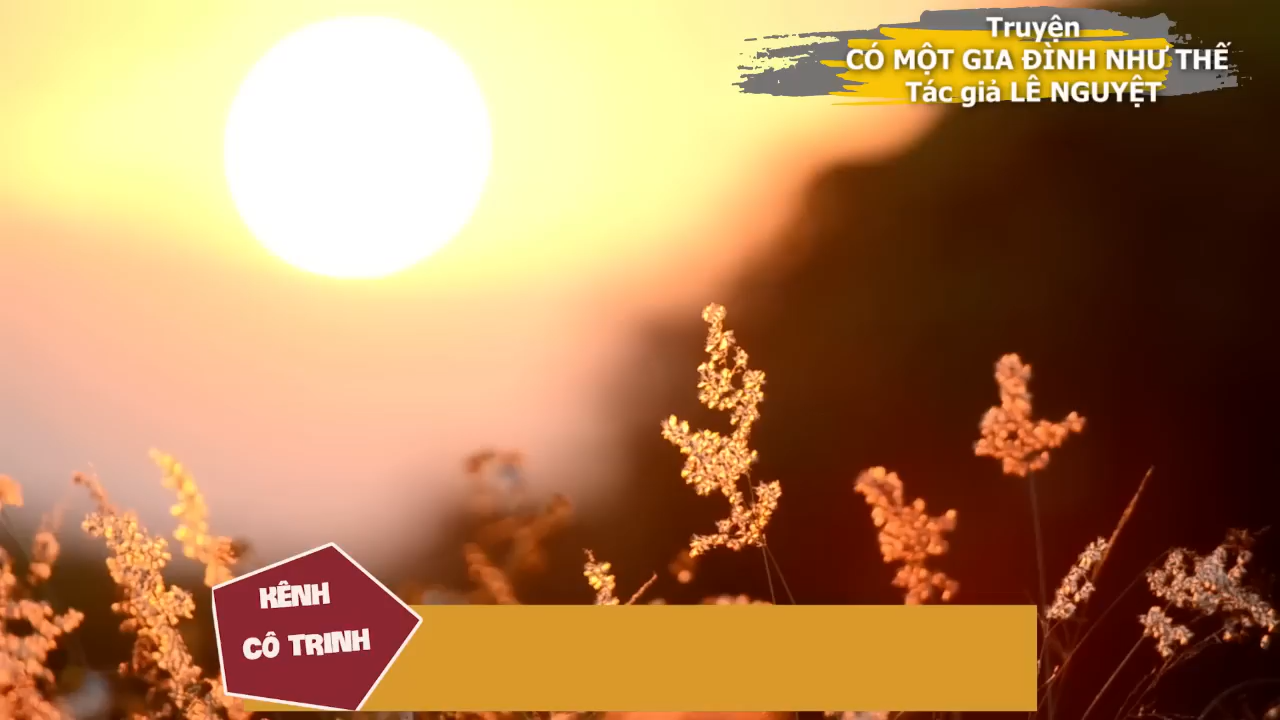 Truyện
CÓ MỘT GIA ĐÌNH NHƯ THẾ
Tác giả LÊ NGUYỆT
KÊNH
CÔ TRINH